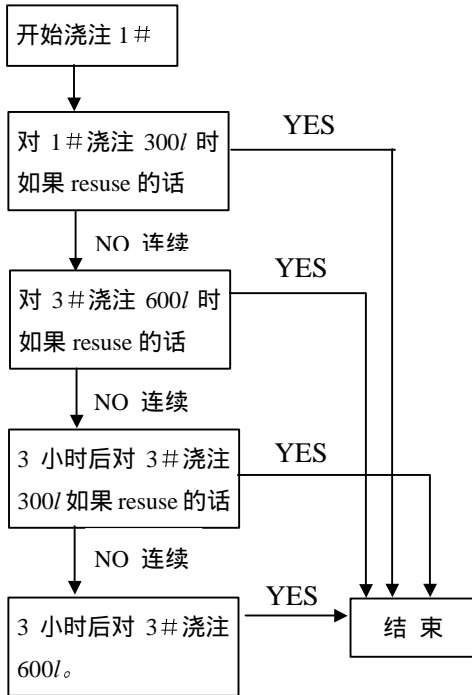 开始浇注 1＃
对 1＃浇注 300l 时
如果 resuse 的话
YES
NO 连续
对 3＃浇注 600l 时
如果 resuse 的话
YES
NO 连续
3 小时后对 3＃浇注
300l 如果 resuse 的话
YES
NO 连续
3 小时后对 3＃浇注
600l。
YES
结 束